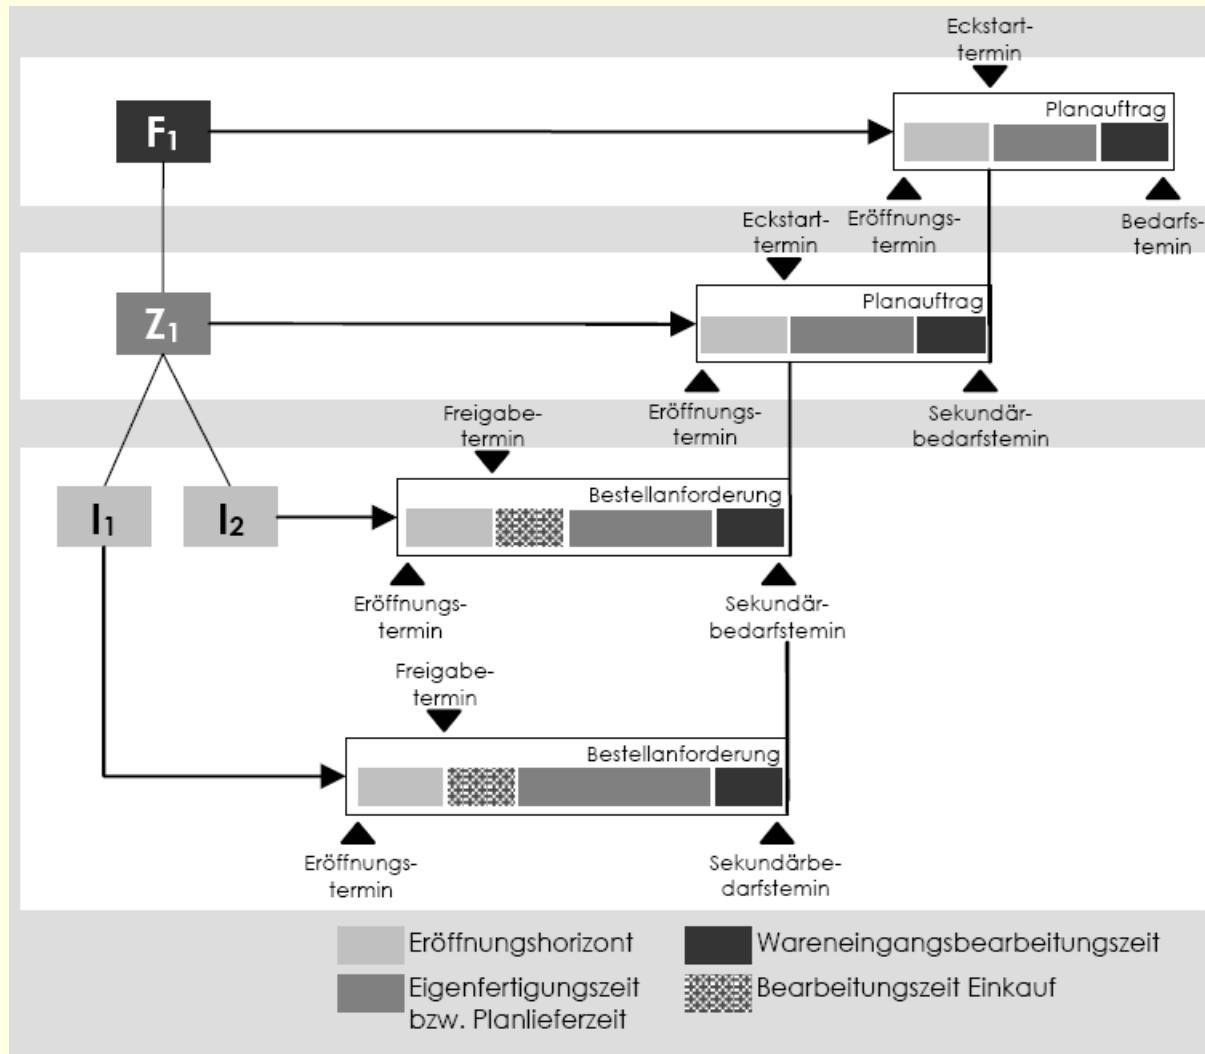 Eckstart-
termin
F1
Planauftrag
Eckstart-
termin
Eröffnungs-
termin
Bedarfs-
temin
Z1
Planauftrag
Freigabe-
termin
Eröffnungs-
termin
Sekundär-
bedarfstemin
I1
I2
Bestellanforderung
Eröffnungs-
termin
Sekundär-
bedarfstemin
Freigabe-
termin
Bestellanforderung
Eröffnungs-
termin
Sekundärbe-
darfstemin
Eröffnungshorizont
Wareneingangsbearbeitungszeit
Eigenfertigungszeit
bzw. Planlieferzeit
Bearbeitungszeit Einkauf